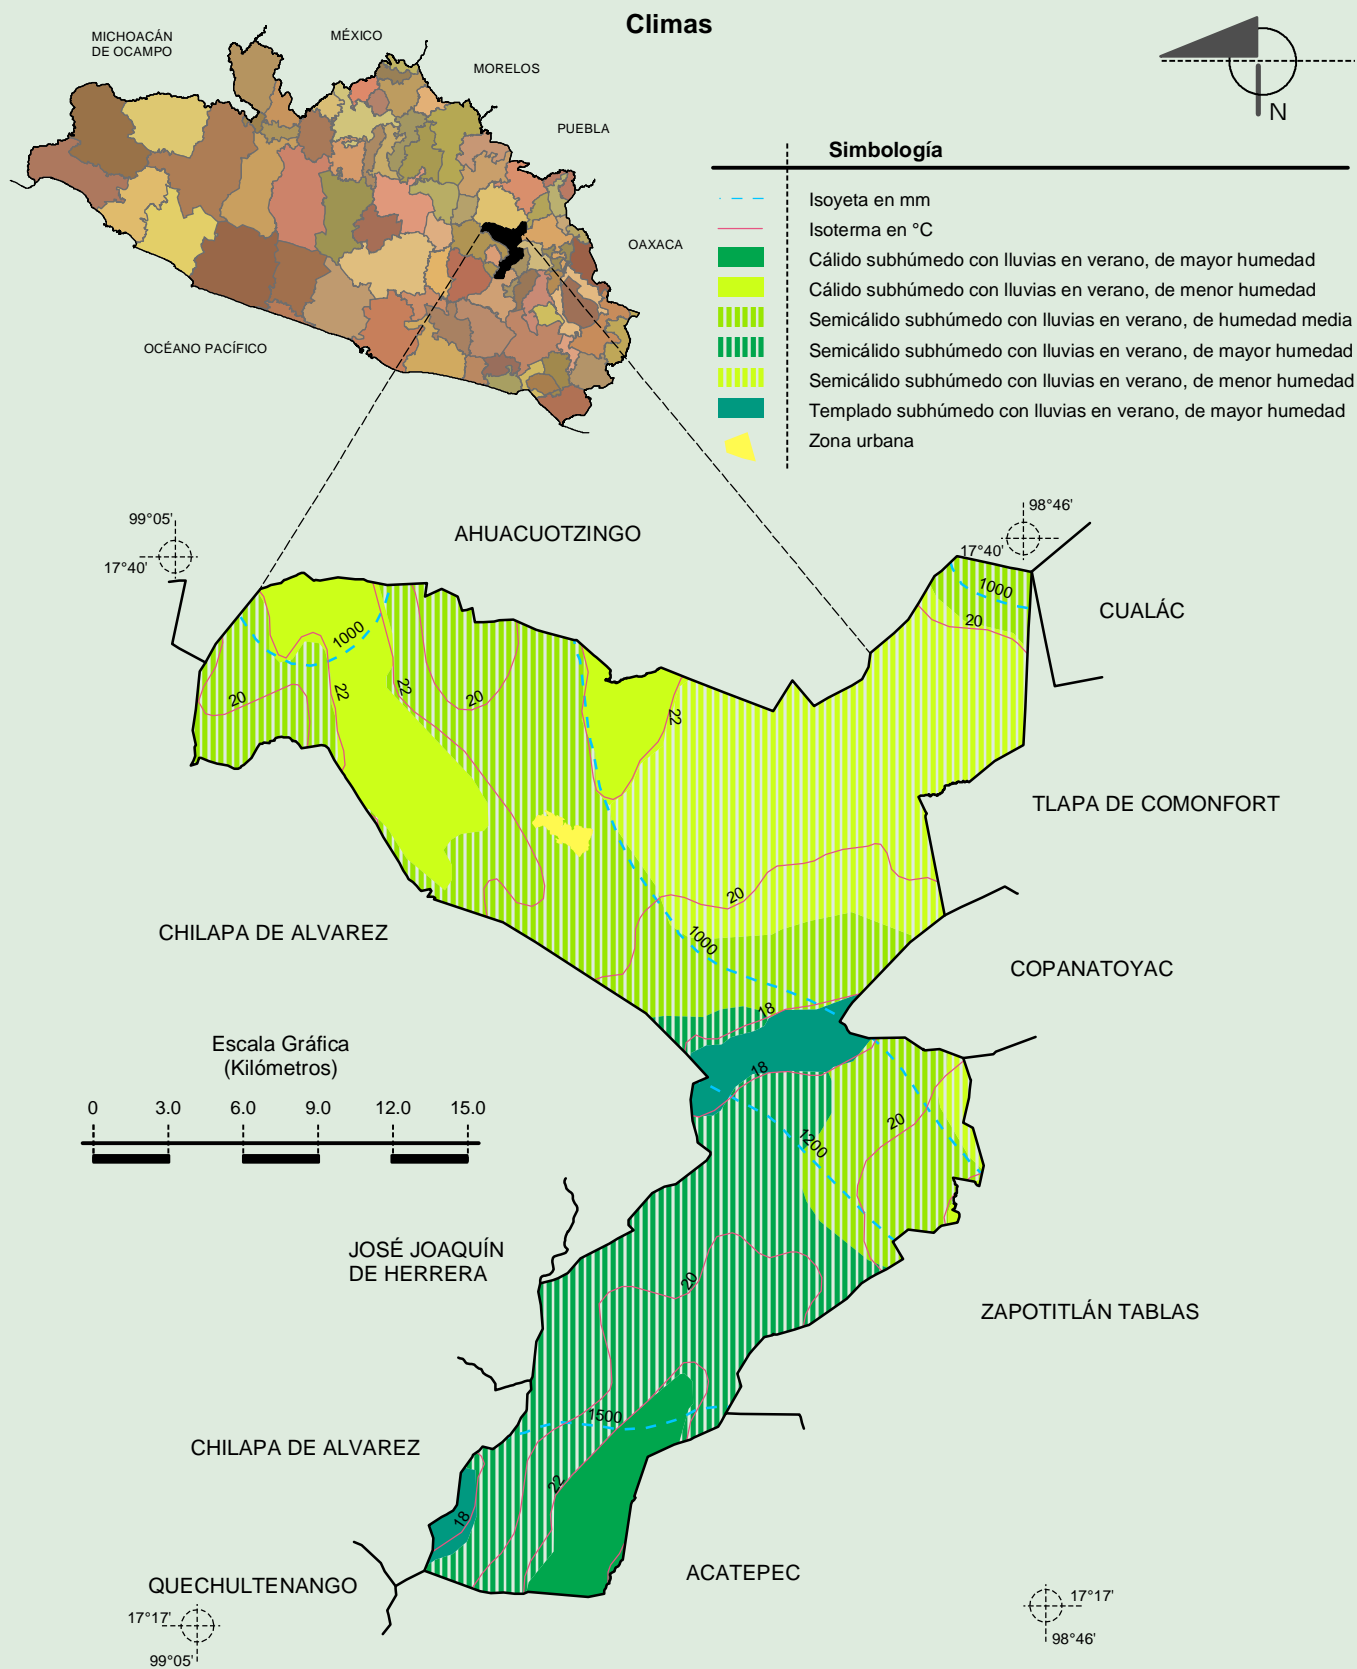 Climas
MICHOACÁN
DE OCAMPO
MÉXICO
MORELOS
PUEBLA
OAXACA
OCÉANO PACÍFICO
N
Simbología
Isoyeta en mm
Isoterma en °C
Cálido subhúmedo con lluvias en verano, de mayor humedad
Cálido subhúmedo con lluvias en verano, de menor humedad
Semicálido subhúmedo con lluvias en verano, de humedad media
Semicálido subhúmedo con lluvias en verano, de mayor humedad
Semicálido subhúmedo con lluvias en verano, de menor humedad
Templado subhúmedo con lluvias en verano, de mayor humedad
Zona urbana
99°05'
17°40'
AHUACUOTZINGO
98°46'
17°40'
1000
CUALÁC
20
1000
20
22
22
20
22
TLAPA DE COMONFORT
20
CHILAPA DE ALVAREZ
1000
COPANATOYAC
18
Escala Gráfica
(Kilómetros)
18
0 3.0 6.0 9.0 12.0 15.0
20
1200
JOSÉ JOAQUÍN
DE HERRERA
20
ZAPOTITLÁN TABLAS
1500
CHILAPA DE ALVAREZ
22
18
ACATEPEC
QUECHULTENANGO
17°17'
99°05'
17°17'
98°46'